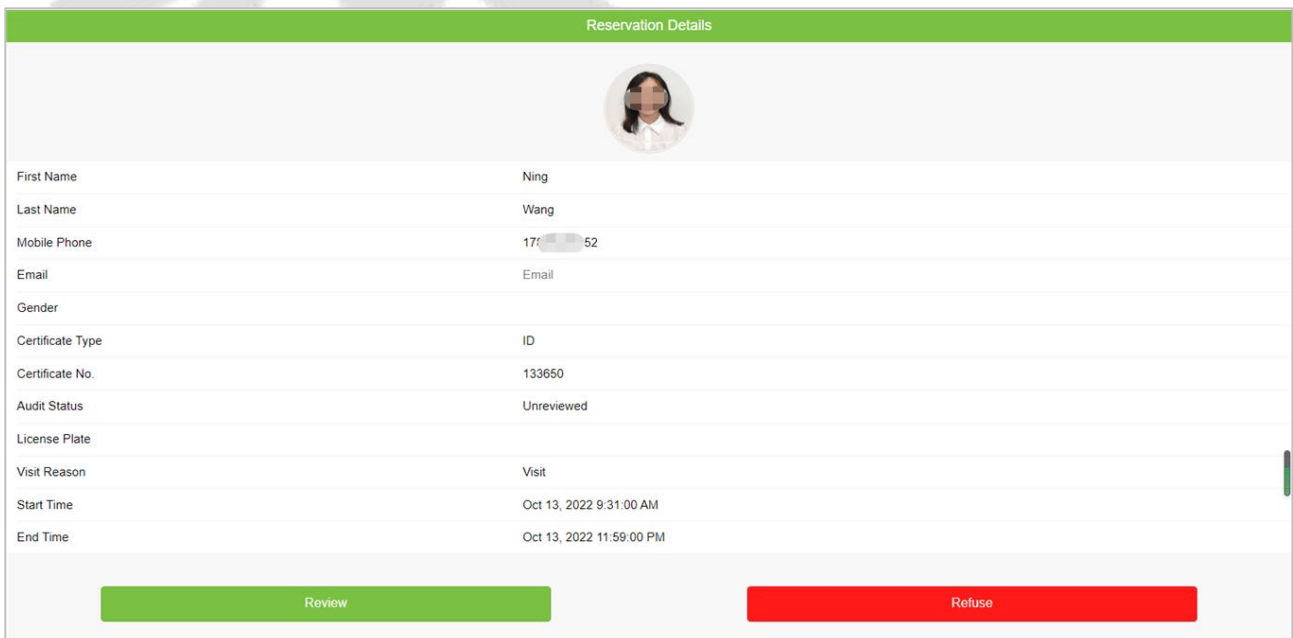 Reservation Details
First Name Ning
Last Name Wang
Mobile Phone 178 52
Email Email
Gender
Certificate Type ID
Certificate No. 133650
Audit Status Unreviewed
License Plate
Visit Reason Visit
Start Time Oct 13, 2022 9:31:00 AM
End Time Oct 13, 2022 11:59:00 PM
Review Refuse